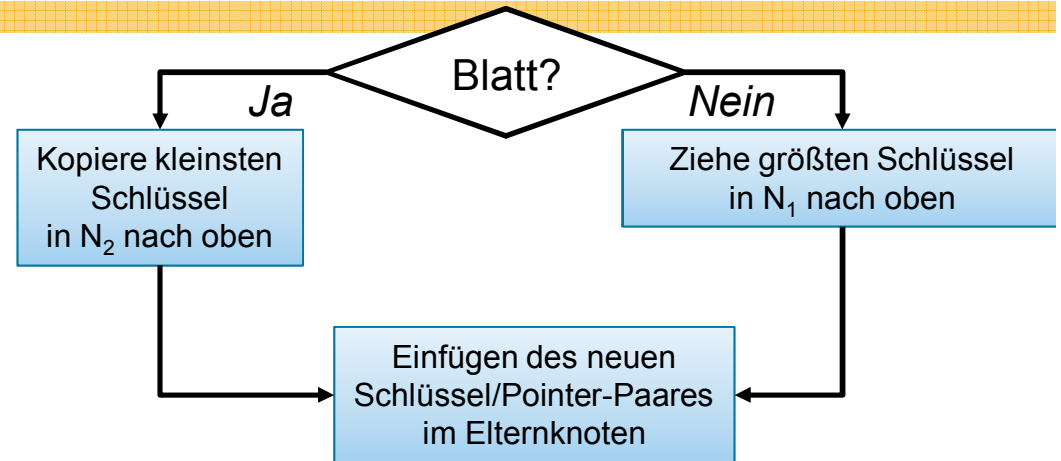 Blatt?
Ja
Nein
Kopiere kleinsten
Schlüssel
in N₂ nach oben
Ziehe größten Schlüssel
in N₁ nach oben
Einfügen des neuen
Schlüssel/Pointer-Paares
im Elternknoten